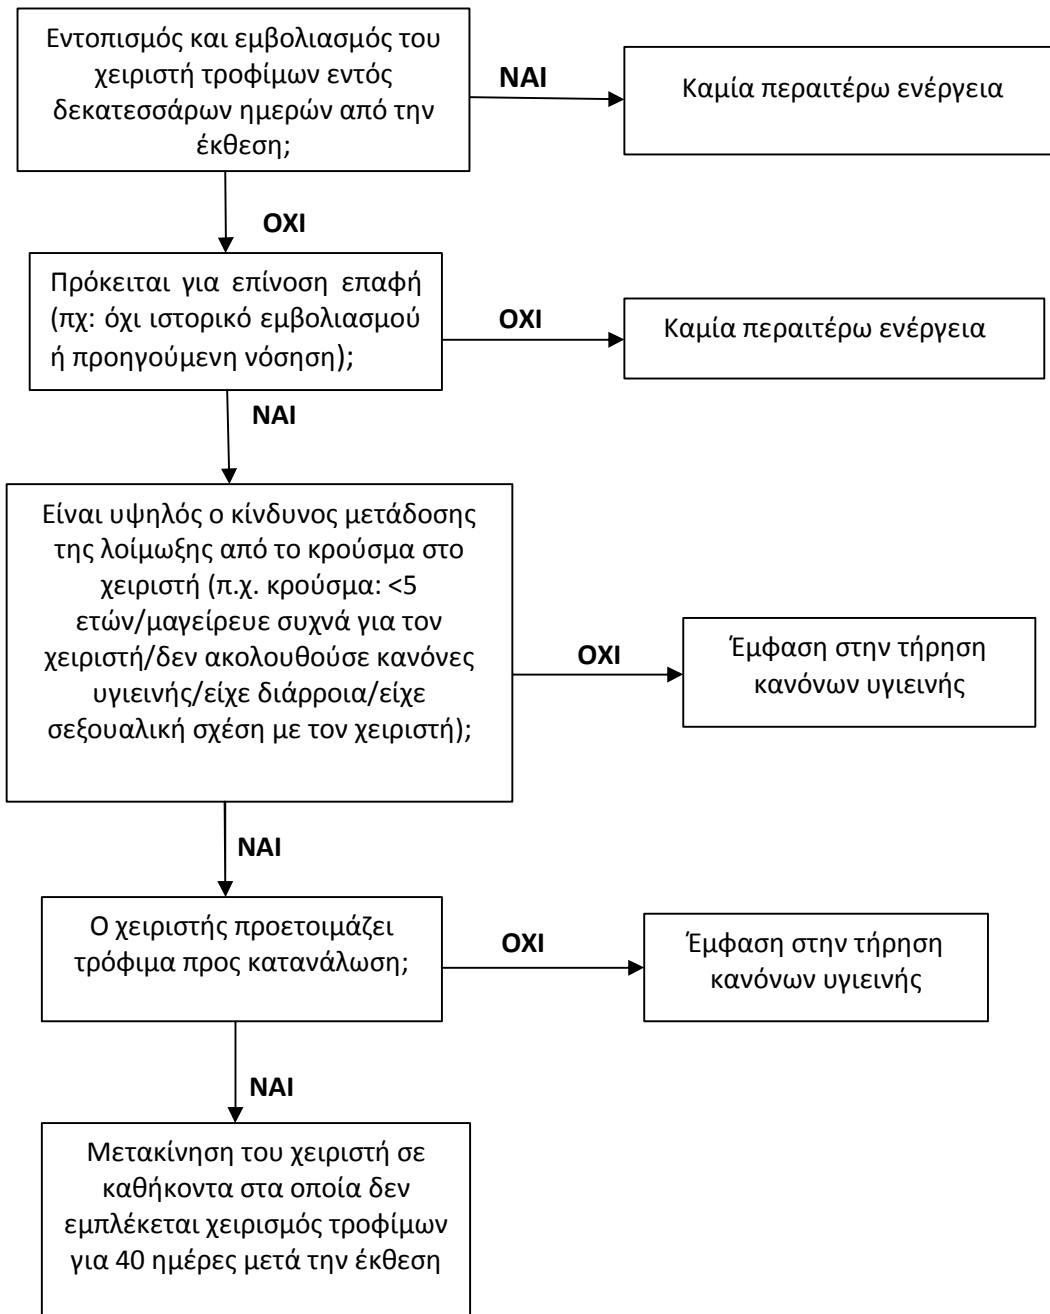 Εντοπισμός και εμβολιασμός του
χειριστή τροφίμων εντός
δεκατεσσάρων ημερών από την
έκθεση;
ΝΑΙ
Καμία περαιτέρω ενέργεια
ΟΧΙ
Πρόκειται για επίνοση επαφή
(πχ: όχι ιστορικό εμβολιασμού
ή προηγούμενη νόσηση);
ΟΧΙ
Καμία περαιτέρω ενέργεια
ΝΑΙ
Είναι υψηλός ο κίνδυνος μετάδοσης
της λοίμωξης από το κρούσμα στο
χειριστή (π.χ. κρούσμα: <5
ετών/μαγείρευε συχνά για τον
χειριστή/δεν ακολουθούσε κανόνες
υγιεινής/είχε διάρροια/είχε
σεξουαλική σχέση με τον χειριστή);
ΟΧΙ
Έμφαση στην τήρηση
κανόνων υγιεινής
ΝΑΙ
Ο χειριστής προετοιμάζει
τρόφιμα προς κατανάλωση;
ΟΧΙ
Έμφαση στην τήρηση
κανόνων υγιεινής
ΝΑΙ
Μετακίνηση του χειριστή σε
καθήκοντα στα οποία δεν
εμπλέκεται χειρισμός τροφίμων
για 40 ημέρες μετά την έκθεση